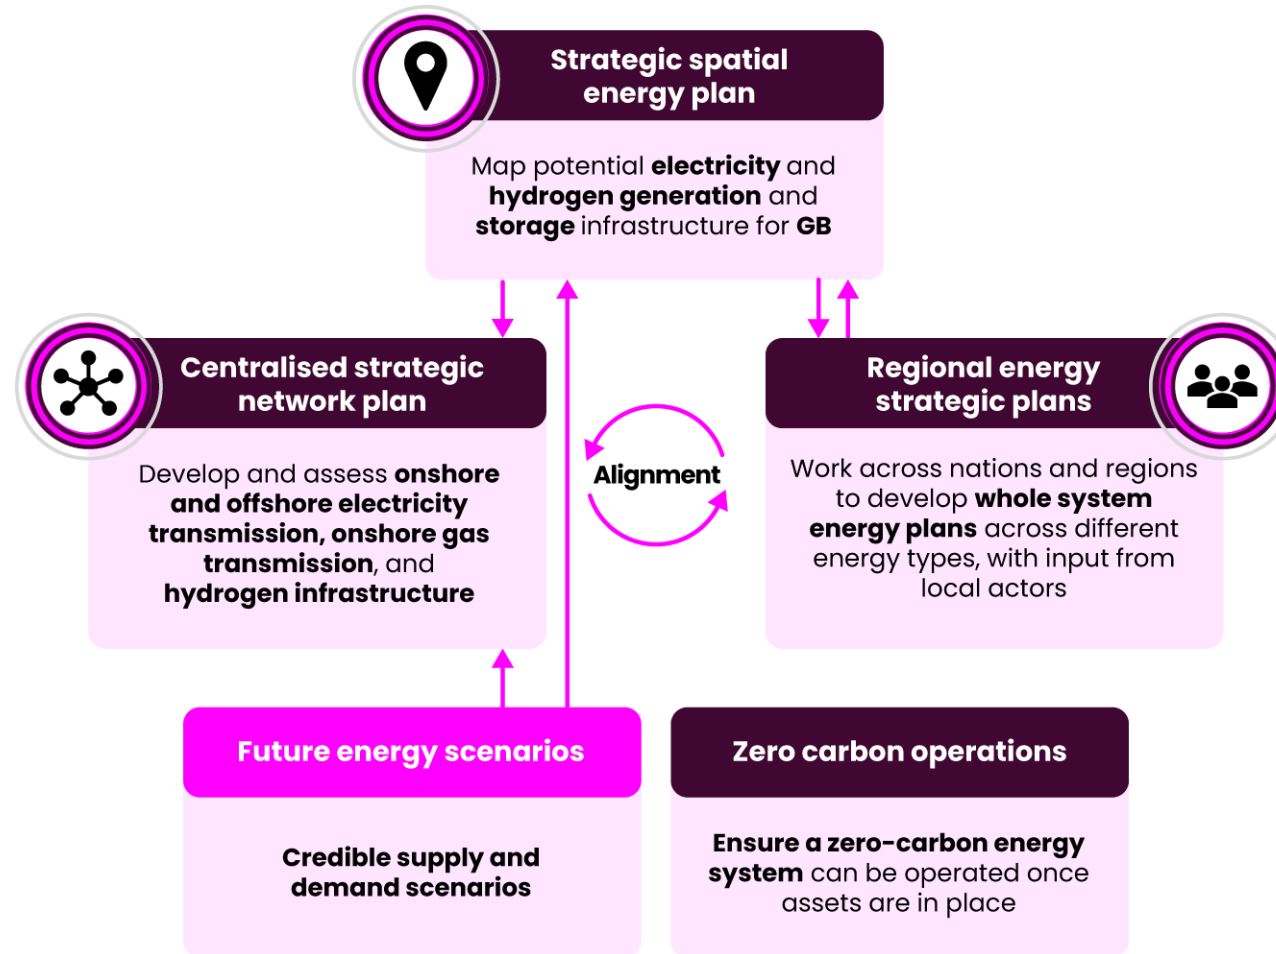 Strategic spatial
energy plan
Map potential electricity and
hydrogen generation and
storage infrastructure for GB
Centralised strategic
network plan
Develop and assess onshore
and offshore electricity
transmission, onshore gas
transmission, and
hydrogen infrastructure
Alignment
Regional energy
strategic plans
Work across nations and regions
to develop whole system
energy plans across different
energy types, with input from
local actors
Future energy scenarios
Credible supply and
demand scenarios
Zero carbon operations
Ensure a zero-carbon energy
system can be operated once
assets are in place